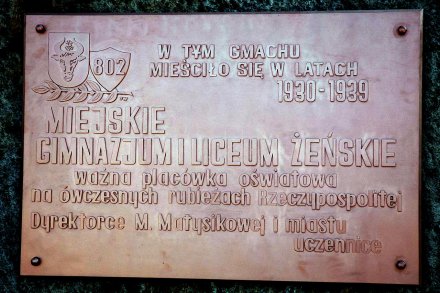 802
W TYM GMACHU
MIEŚCIŁO SIĘ W LATACH
1930-1939
MIEJSKIE
GIMNAZJUM I LICEUM ŻEŃSKIE
ważna placówka oświatowa
na ówczesnych rubieżach Rzeczypospolitej
Dyrektorce M. Matysikowej i miastu
uczennice